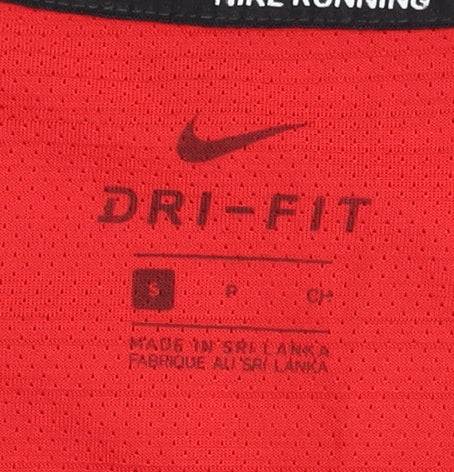 NIKE RUNNING
DRI-FIT
S P CH
MADE IN SRI LANKA
FABRIQUE AU SRI LANKA